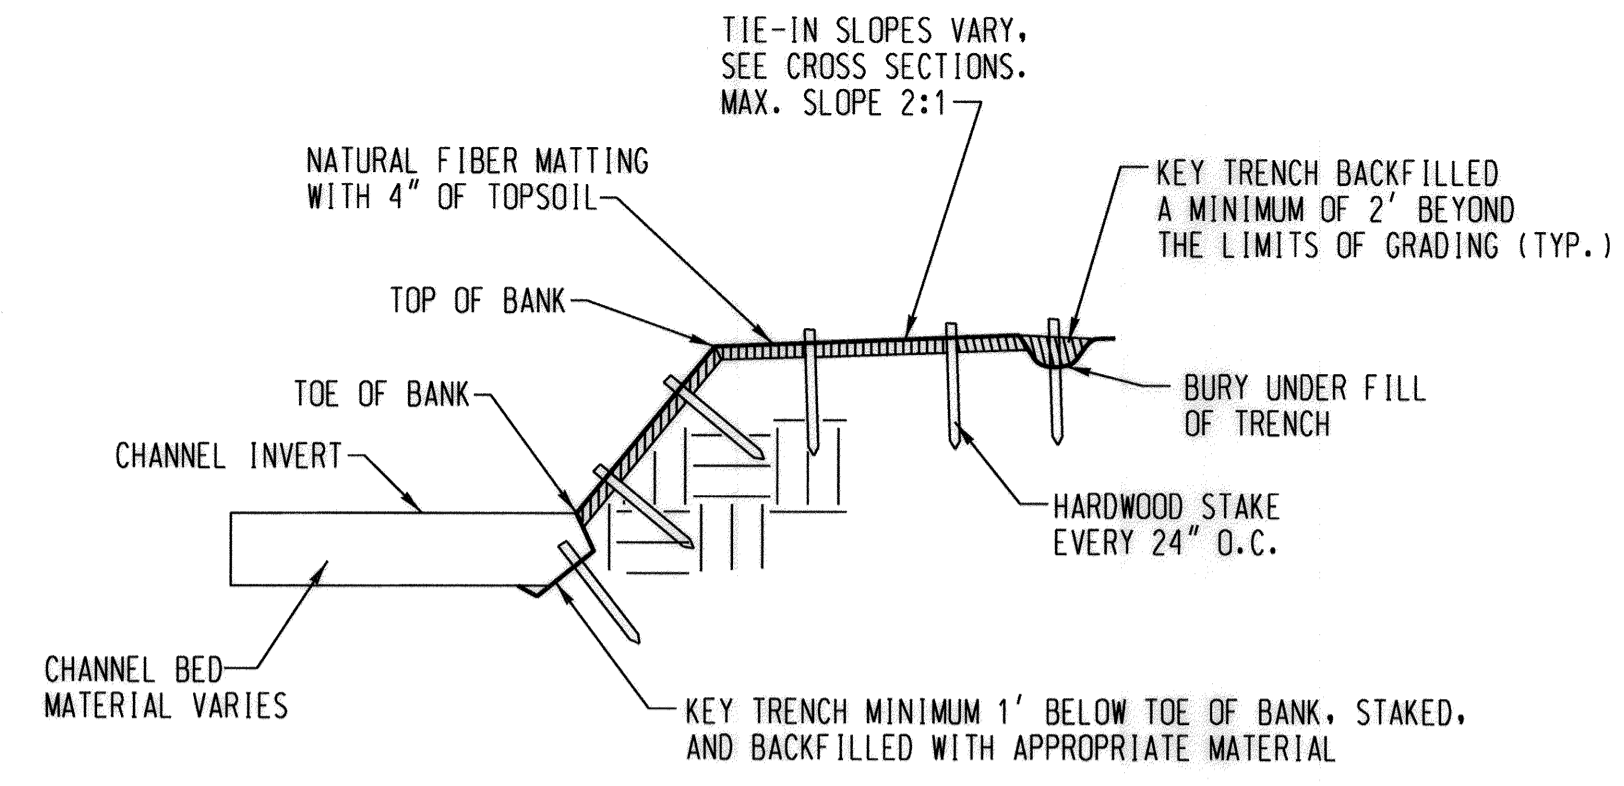 TIE-IN SLOPES VARY,
SEE CROSS SECTIONS.
MAX. SLOPE 2:1
NATURAL FIBER MATTING
WITH 4" OF TOPSOIL
KEY TRENCH BACKFILLED
A MINIMUM OF 2' BEYOND
THE LIMITS OF GRADING (TYP.)
TOP OF BANK
TOE OF BANK
BURY UNDER FILL
OF TRENCH
CHANNEL INVERT
HARDWOOD STAKE
EVERY 24" O.C.
CHANNEL BED
MATERIAL VARIES
KEY TRENCH MINIMUM 1' BELOW TOE OF BANK, STAKED,
AND BACKFILLED WITH APPROPRIATE MATERIAL